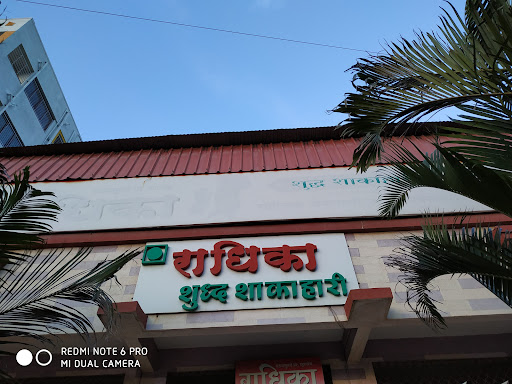 शुद्ध
राधिका
शुध्द शाकाहारी
राधिका
REDMI NOTE 6 PRO
MI DUAL CAMERA